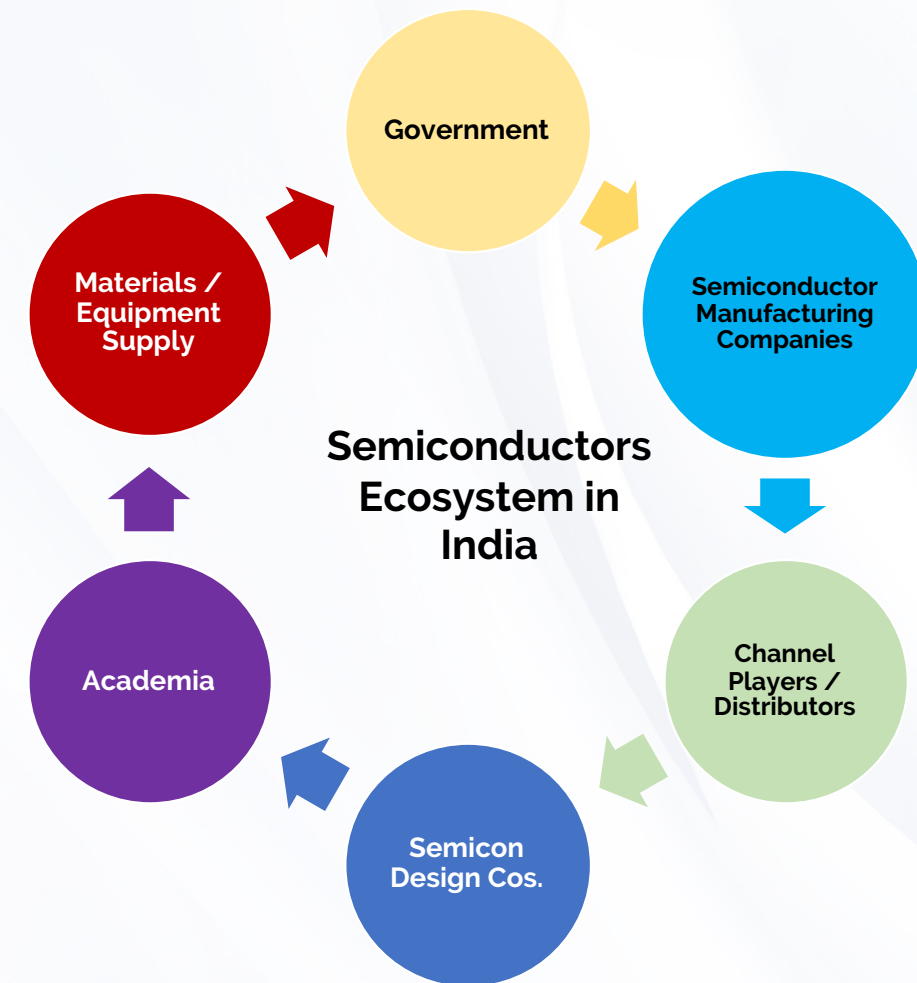 Government
Materials /
Equipment
Supply
Semiconductor
Manufacturing
Companies
Semiconductors
Ecosystem in
India
Academia
Channel
Players /
Distributors
Semicon
Design Cos.